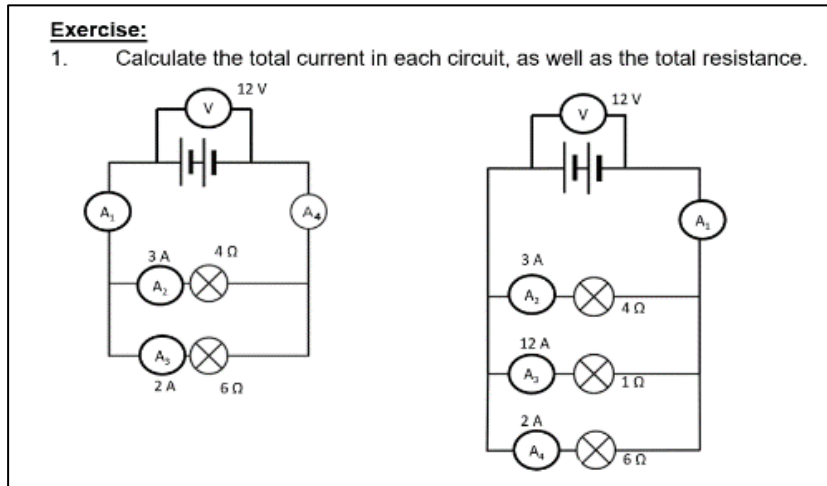 Exercise:
1. Calculate the total current in each circuit, as well as the total resistance.
12 V
V
A₁
A₄
3 A
4 Ω
A₂
A₃
2 A
6 Ω
12 V
V
A₁
3 A
A₂
4 Ω
12 A
A₃
1 Ω
2 A
A₄
6 Ω